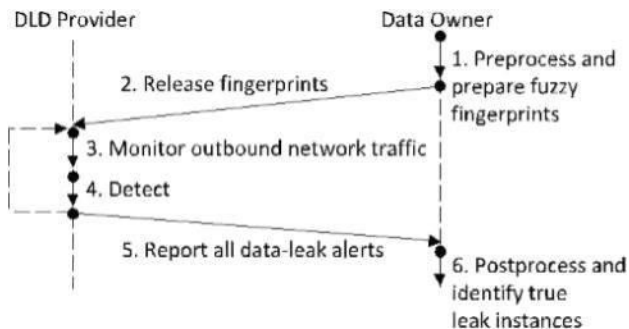 DLD Provider
Data Owner
1. Preprocess and
prepare fuzzy
fingerprints
2. Release fingerprints
3. Monitor outbound network traffic
4. Detect
5. Report all data-leak alerts
6. Postprocess and
identify true
leak instances